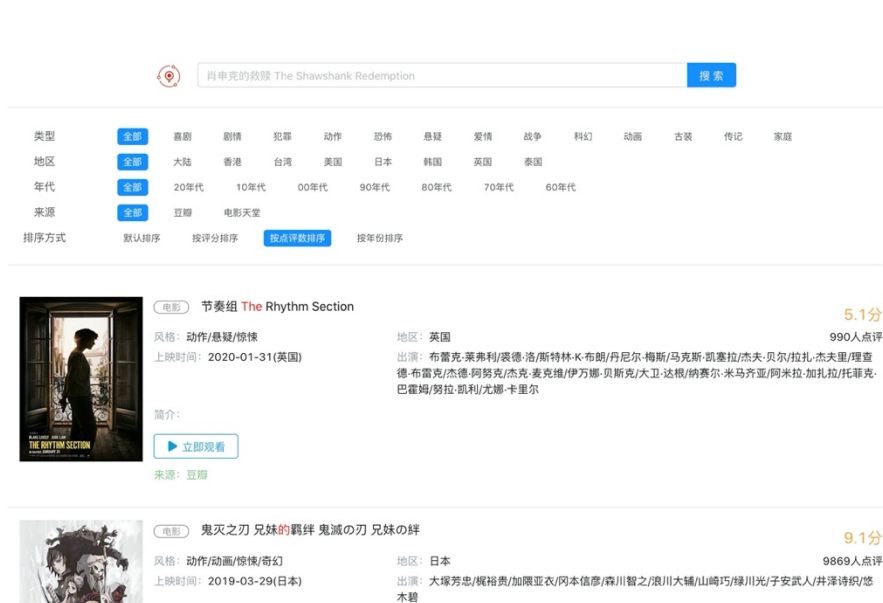 肖申克的救赎 The Shawshank Redemption
搜 索
类型 全部 喜剧 剧情 犯罪 动作 恐怖 悬疑 爱情 战争 科幻 动画 古装 传记 家庭
地区 全部 大陆 香港 台湾 美国 日本 韩国 英国 泰国
年代 全部 20年代 10年代 00年代 90年代 80年代 70年代 60年代
来源 全部 豆瓣 电影天堂
排序方式 默认排序 按评分排序 按点评数排序 按年份排序
电影 节奏组 The Rhythm Section
5.1分
风格: 动作/悬疑/惊悚 地区: 英国 990人点评
上映时间: 2020-01-31(英国) 出演: 布蕾克·莱弗利/裘德·洛/斯特林·K·布朗/丹尼尔·梅斯/马克斯·凯塞拉/杰夫·贝尔/拉扎·杰夫里/理查
德·布雷克/杰德·阿努克/杰克·麦克维/伊万娜·贝斯克/大卫·达根/纳赛尔·米马齐亚/阿米拉·加扎拉/托菲克·
巴霍姆/努拉·凯利/尤娜·卡里尔
THE RHYTHM SECTION
简介:
立即观看
来源: 豆瓣
电影 鬼灭之刃 兄妹的羁绊 鬼滅の刃 兄妹の絆
9.1分
风格: 动作/动画/惊悚/奇幻 地区: 日本 9869人点评
上映时间: 2019-03-29(日本) 出演: 大塚芳忠/梶裕贵/加隈亚衣/冈本信彦/森川智之/浪川大辅/山崎巧/绿川光/子安武人/井泽诗织/悠
木碧